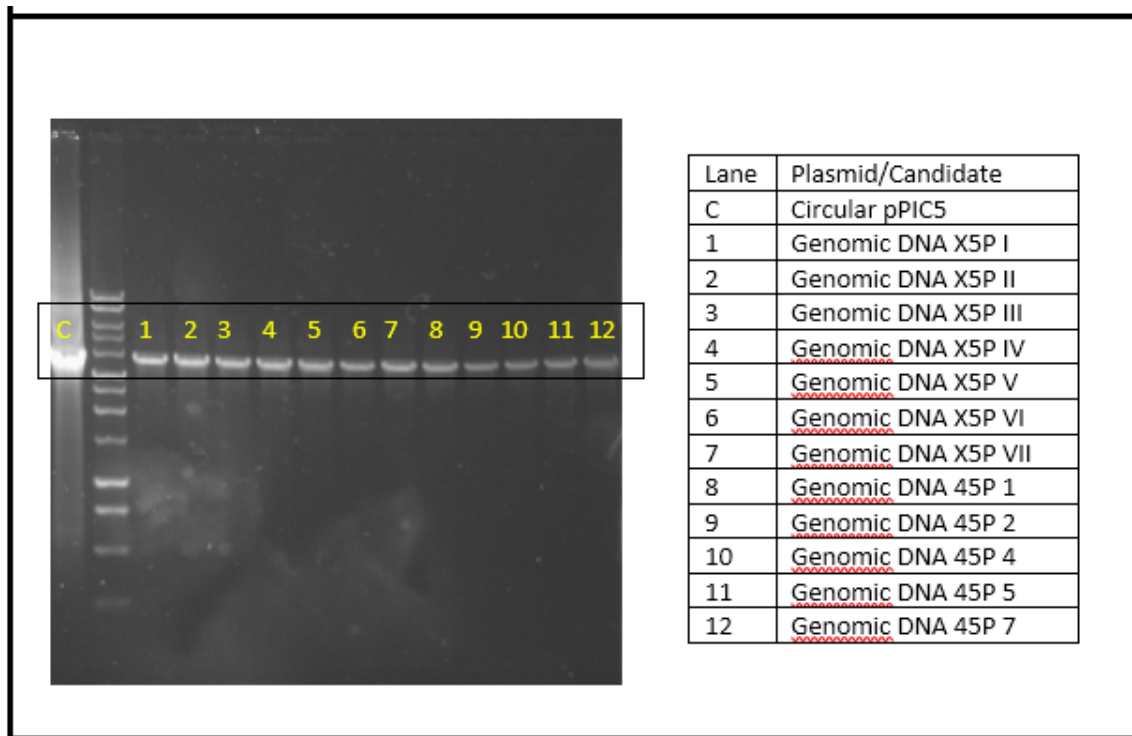 C 1 2 3 4 5 6 7 8 9 10 11 12
Lane Plasmid/Candidate
C Circular pPIC5
1 Genomic DNA X5P I
2 Genomic DNA X5P II
3 Genomic DNA X5P III
4 Genomic DNA X5P IV
5 Genomic DNA X5P V
6 Genomic DNA X5P VI
7 Genomic DNA X5P VII
8 Genomic DNA 45P 1
9 Genomic DNA 45P 2
10 Genomic DNA 45P 4
11 Genomic DNA 45P 5
12 Genomic DNA 45P 7